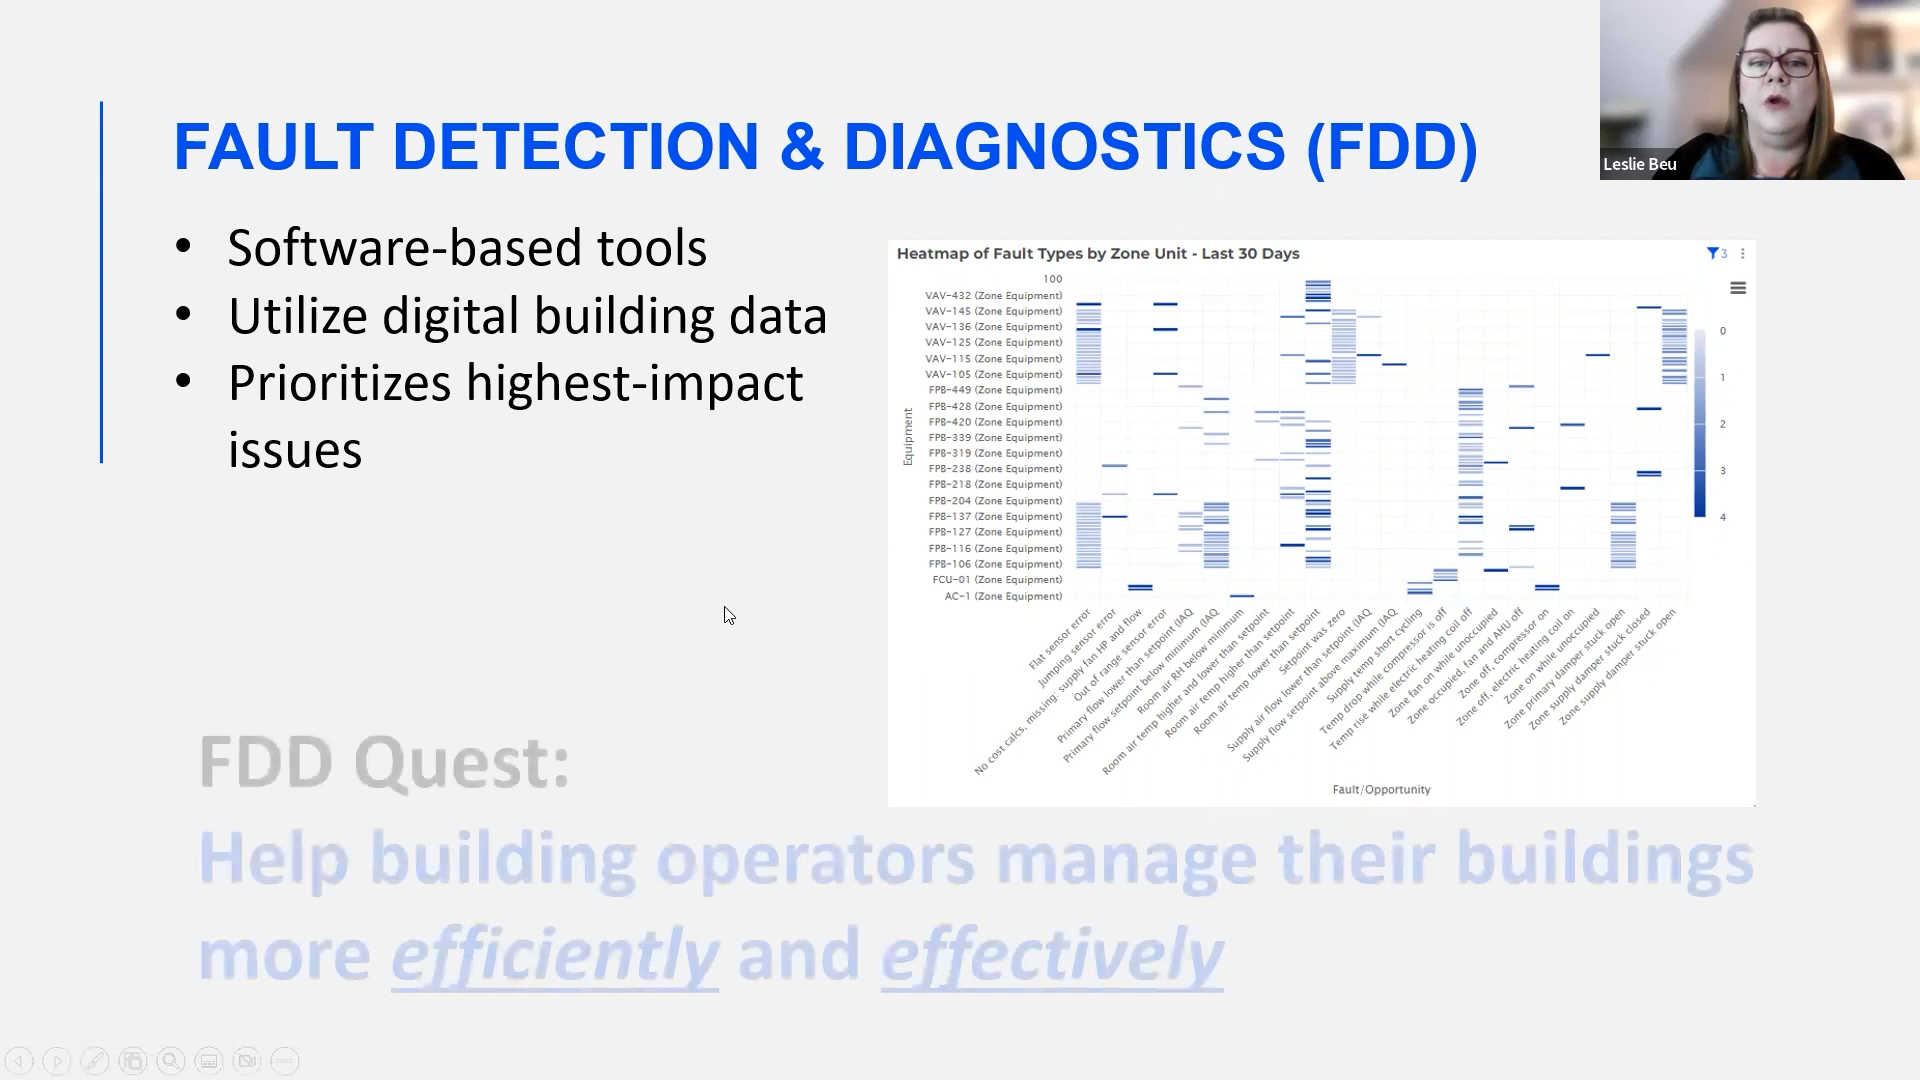 FAULT DETECTION & DIAGNOSTICS (FDD)
Leslie Beu
• Software-based tools
• Utilize digital building data
• Prioritizes highest-impact
issues
Heatmap of Fault Types by Zone Unit - Last 30 Days
3
100
VAV-432 (Zone Equipment)
VAV-145 (Zone Equipment)
VAV-136 (Zone Equipment)
VAV-125 (Zone Equipment)
VAV-115 (Zone Equipment)
VAV-105 (Zone Equipment)
FPB-449 (Zone Equipment)
FPB-428 (Zone Equipment)
FPB-420 (Zone Equipment)
FPB-339 (Zone Equipment)
FPB-319 (Zone Equipment)
FPB-238 (Zone Equipment)
FPB-218 (Zone Equipment)
FPB-204 (Zone Equipment)
FPB-137 (Zone Equipment)
FPB-127 (Zone Equipment)
FPB-116 (Zone Equipment)
FPB-106 (Zone Equipment)
FCU-01 (Zone Equipment)
AC-1 (Zone Equipment)
Equipment
0
1
2
3
4
Flat sensor error
Jumping sensor error
No cost calcs, missing: supply fan HP and flow
Out of range sensor error
Primary flow lower than setpoint (IAQ
Primary flow setpoint below minimum (IAQ
Room air RH below minimum
Room air temp higher and lower than setpoint
Room air temp higher than setpoint
Room air temp lower than setpoint
Setpoint was zero
Supply air flow lower than setpoint (IAQ
Supply flow setpoint above maximum (IAQ
Supply temp short cycling
Temp drop while compressor is off
Temp rise while electric heating coil off
Zone fan on while unoccupied
Zone occupied, fan and AHU off
Zone off, compressor on
Zone off, electric heating coil on
Zone on while unoccupied
Zone primary damper stuck open
Zone supply damper stuck closed
Zone supply damper stuck open
Fault/Opportunity
FDD Quest:
Help building operators manage their buildings
more efficiently and effectively